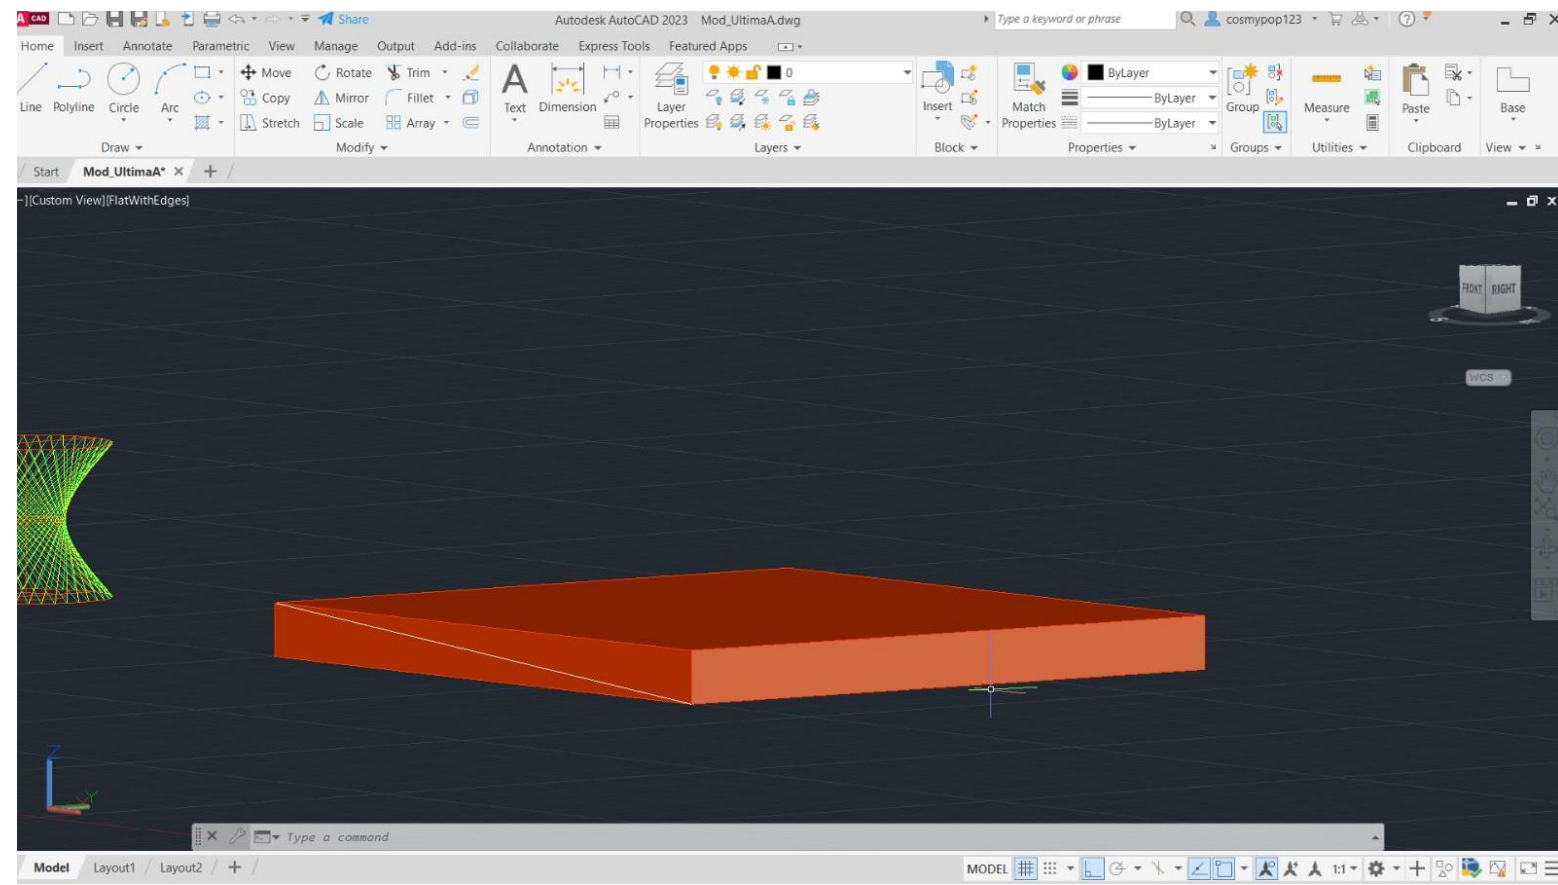 A CAD Share Autodesk AutoCAD 2023 Mod_UltimaA.dwg Type a keyword or phrase cosmypop123
Home Insert Annotate Parametric View Manage Output Add-ins Collaborate Express Tools Featured Apps
Move Rotate Trim 0 ByLayer
Line Polyline Circle Arc Copy Mirror Fillet Text Dimension Layer Properties Insert Match Properties ByLayer Group Measure Paste Base
Stretch Scale Array ByLayer
Draw Modify Annotation Layers Block Properties Groups Utilities Clipboard View
Start Mod_UltimaA* ×
-][Custom View][FlatWithEdges]
FRONT RIGHT
WCS
Z
X Y
Type a command
Model Layout1 Layout2 MODEL 1:1